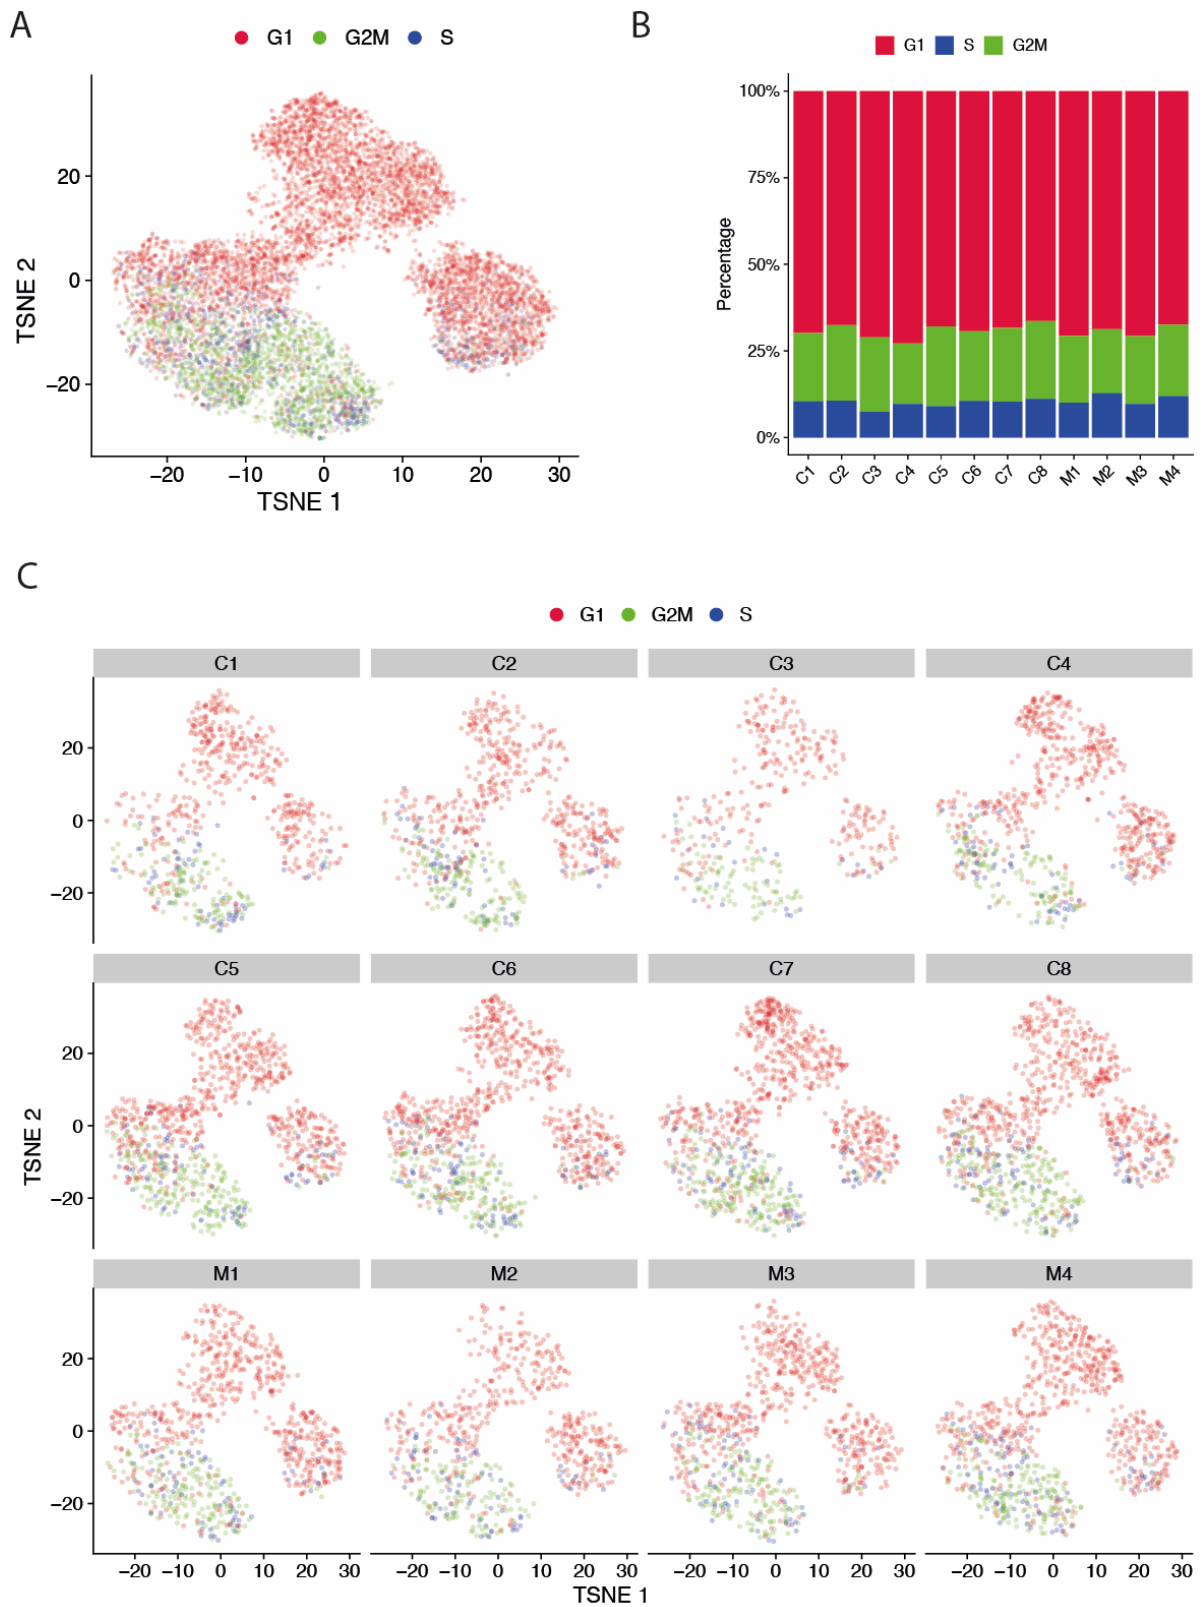 A
G1 G2M S
20
0
−20
−20 −10 0 10 20 30
TSNE 1
TSNE 2
B
G1 S G2M
100%
75%
50%
25%
0%
Percentage
C1 C2 C3 C4 C5 C6 C7 C8 M1 M2 M3 M4
C
G1 G2M S
C1 C2 C3 C4
20
0
−20
C5 C6 C7 C8
20
0
−20
TSNE 2
M1 M2 M3 M4
20
0
−20
−20 −10 0 10 20 30 −20 −10 0 10 20 30 −20 −10 0 10 20 30 −20 −10 0 10 20 30
TSNE 1